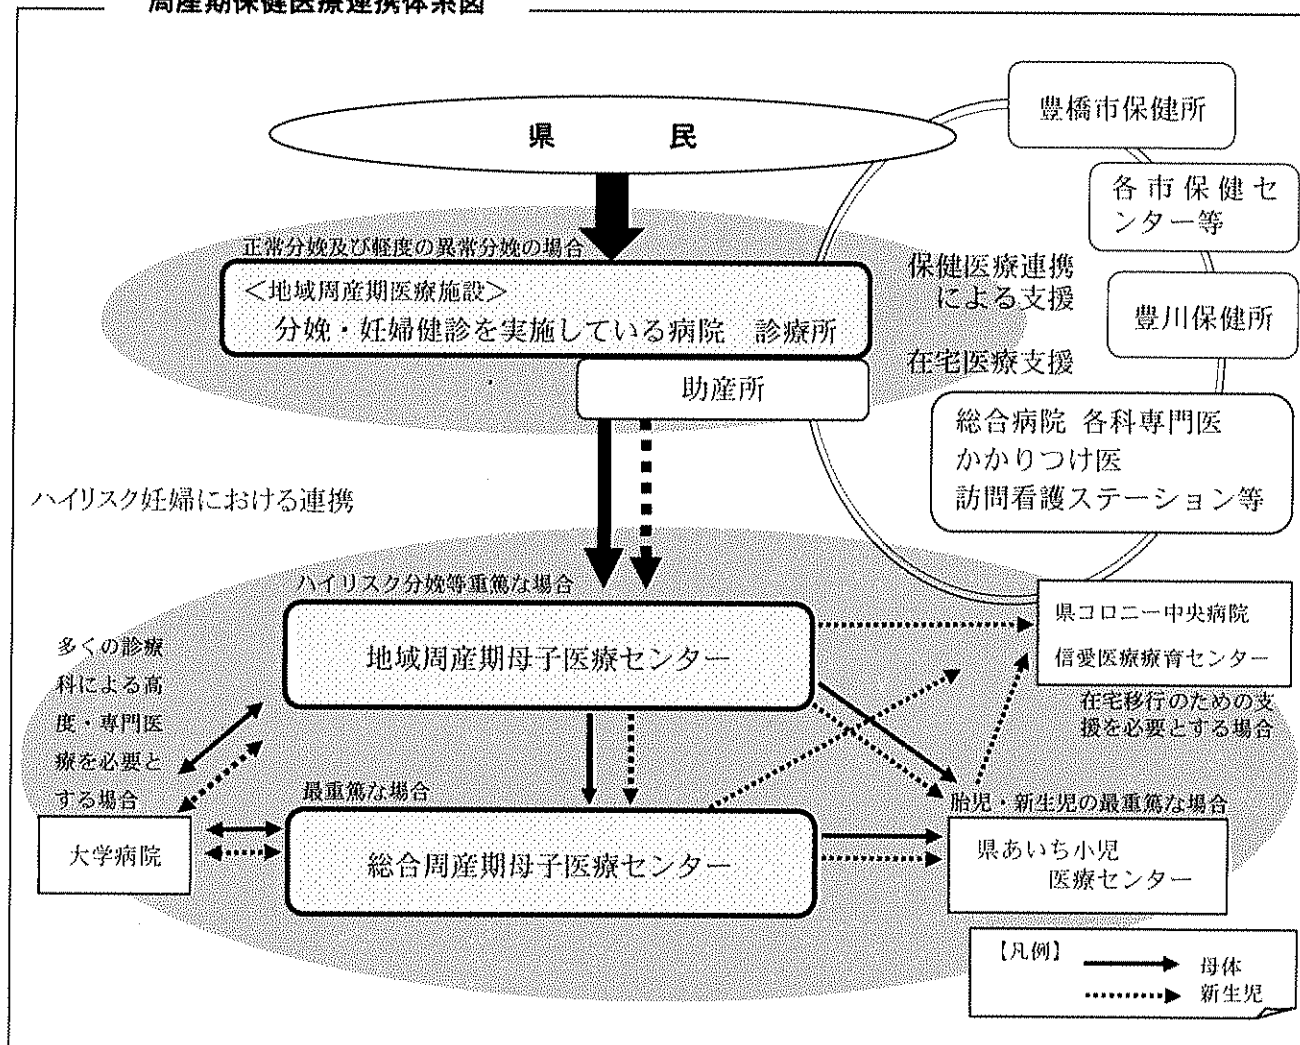 周産期保健医療連携体系図
県　　民
豊橋市保健所
各市保健セ
ンター等
豊川保健所
総合病院 各科専門医
かかりつけ医
訪問看護ステーション等
正常分娩及び軽度の異常分娩の場合
＜地域周産期医療施設＞
分娩・妊婦健診を実施している病院　診療所
助産所
保健医療連携
による支援
在宅医療支援
ハイリスク妊婦における連携
ハイリスク分娩等重篤な場合
地域周産期母子医療センター
県コロニー中央病院
信愛医療療育センター
在宅移行のための支
援を必要とする場合
多くの診療
科による高
度・専門医
療を必要と
する場合
大学病院
最重篤な場合
総合周産期母子医療センター
胎児・新生児の最重篤な場合
県あいち小児
医療センター
【凡例】
母体
新生児